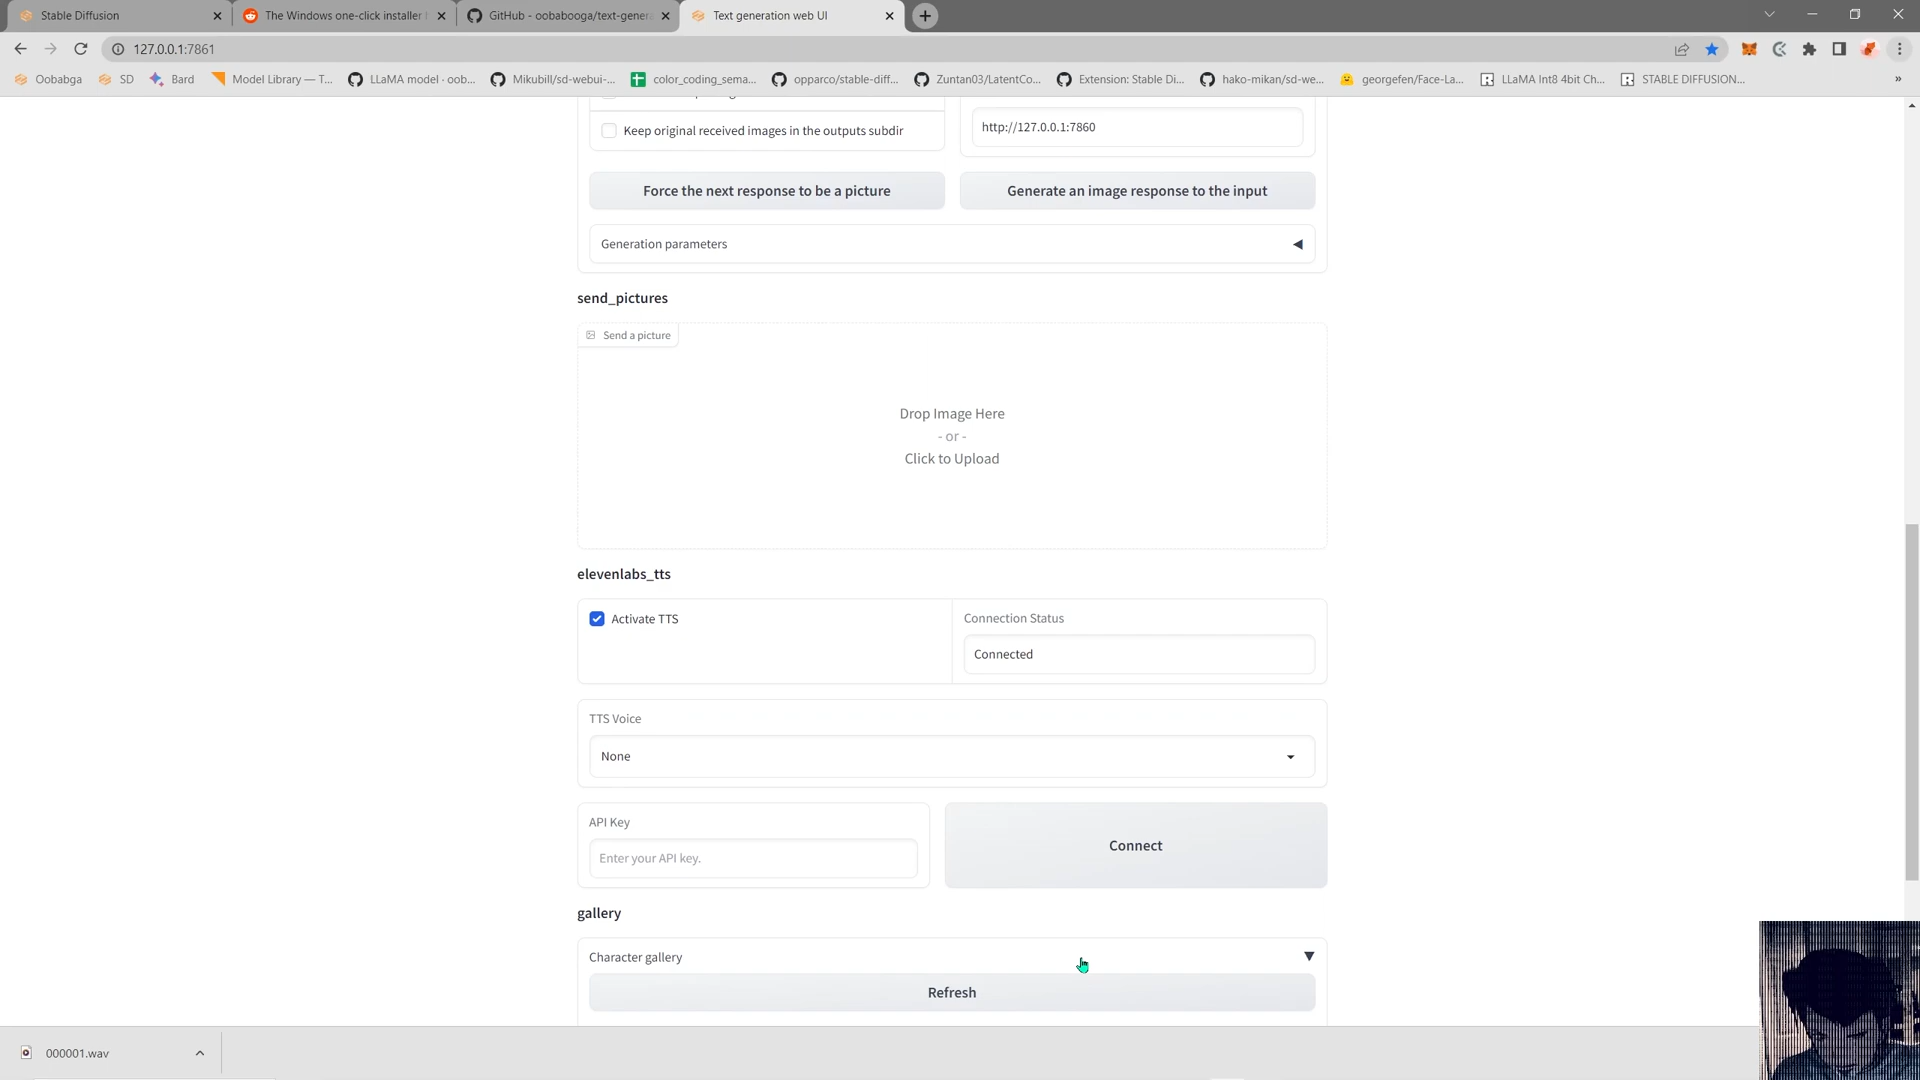 Stable Diffusion
The Windows one-click installer
GitHub - oobabooga/text-gener
Text generation web UI
127.0.0.1:7861
Oobabga
SD
Bard
Model Library — T...
LLaMA model · oob...
Mikubill/sd-webui-...
color_coding_sema...
opparco/stable-diff...
Zuntan03/LatentCo...
Extension: Stable Di...
hako-mikan/sd-we...
georgefen/Face-La...
LLaMA Int8 4bit Ch...
STABLE DIFFUSION...
»
Keep original received images in the outputs subdir
http://127.0.0.1:7860
Force the next response to be a picture
Generate an image response to the input
Generation parameters
send_pictures
Send a picture
Drop Image Here
- or -
Click to Upload
elevenlabs_tts
Activate TTS
Connection Status
Connected
TTS Voice
None
API Key
Enter your API key.
Connect
gallery
Character gallery
Refresh
000001.wav